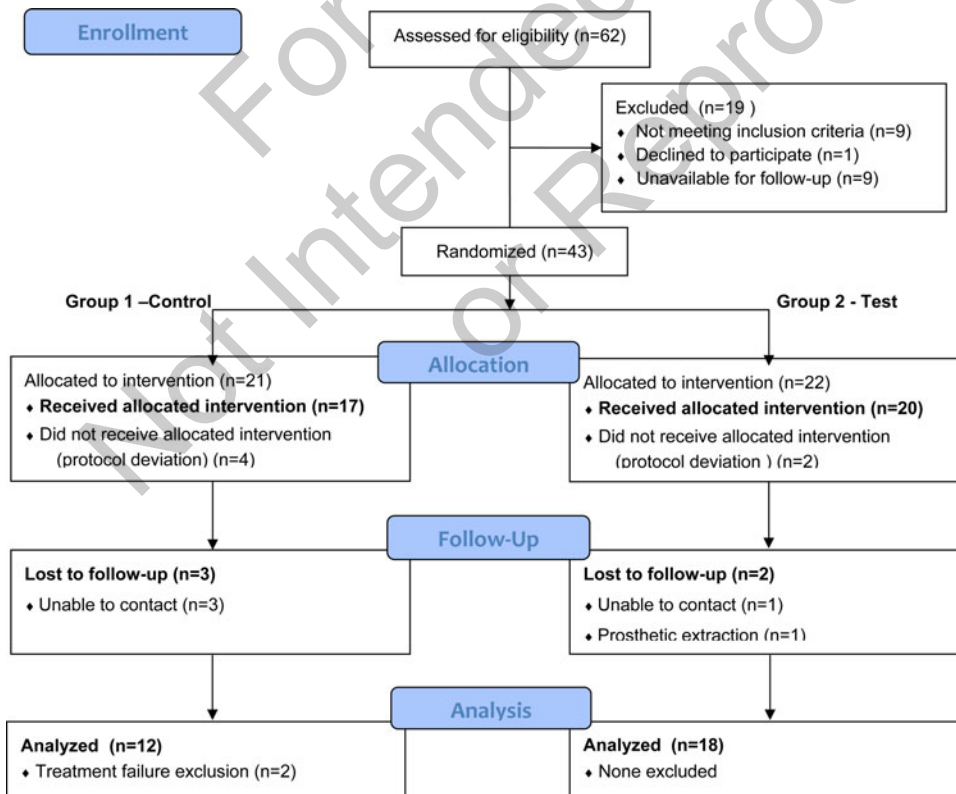 Enrollment
Assessed for eligibility (n=62)
Excluded (n=19 )
♦ Not meeting inclusion criteria (n=9)
♦ Declined to participate (n=1)
♦ Unavailable for follow-up (n=9)
Randomized (n=43)
Group 1 –Control
Group 2 - Test
Allocation
Allocated to intervention (n=21)
♦ Received allocated intervention (n=17)
♦ Did not receive allocated intervention
(protocol deviation) (n=4)
Allocated to intervention (n=22)
♦ Received allocated intervention (n=20)
♦ Did not receive allocated intervention
(protocol deviation ) (n=2)
Follow-Up
Lost to follow-up (n=3)
♦ Unable to contact (n=3)
Lost to follow-up (n=2)
♦ Unable to contact (n=1)
♦ Prosthetic extraction (n=1)
Analysis
Analyzed (n=12)
♦ Treatment failure exclusion (n=2)
Analyzed (n=18)
♦ None excluded
For
Not Intended
or Repro